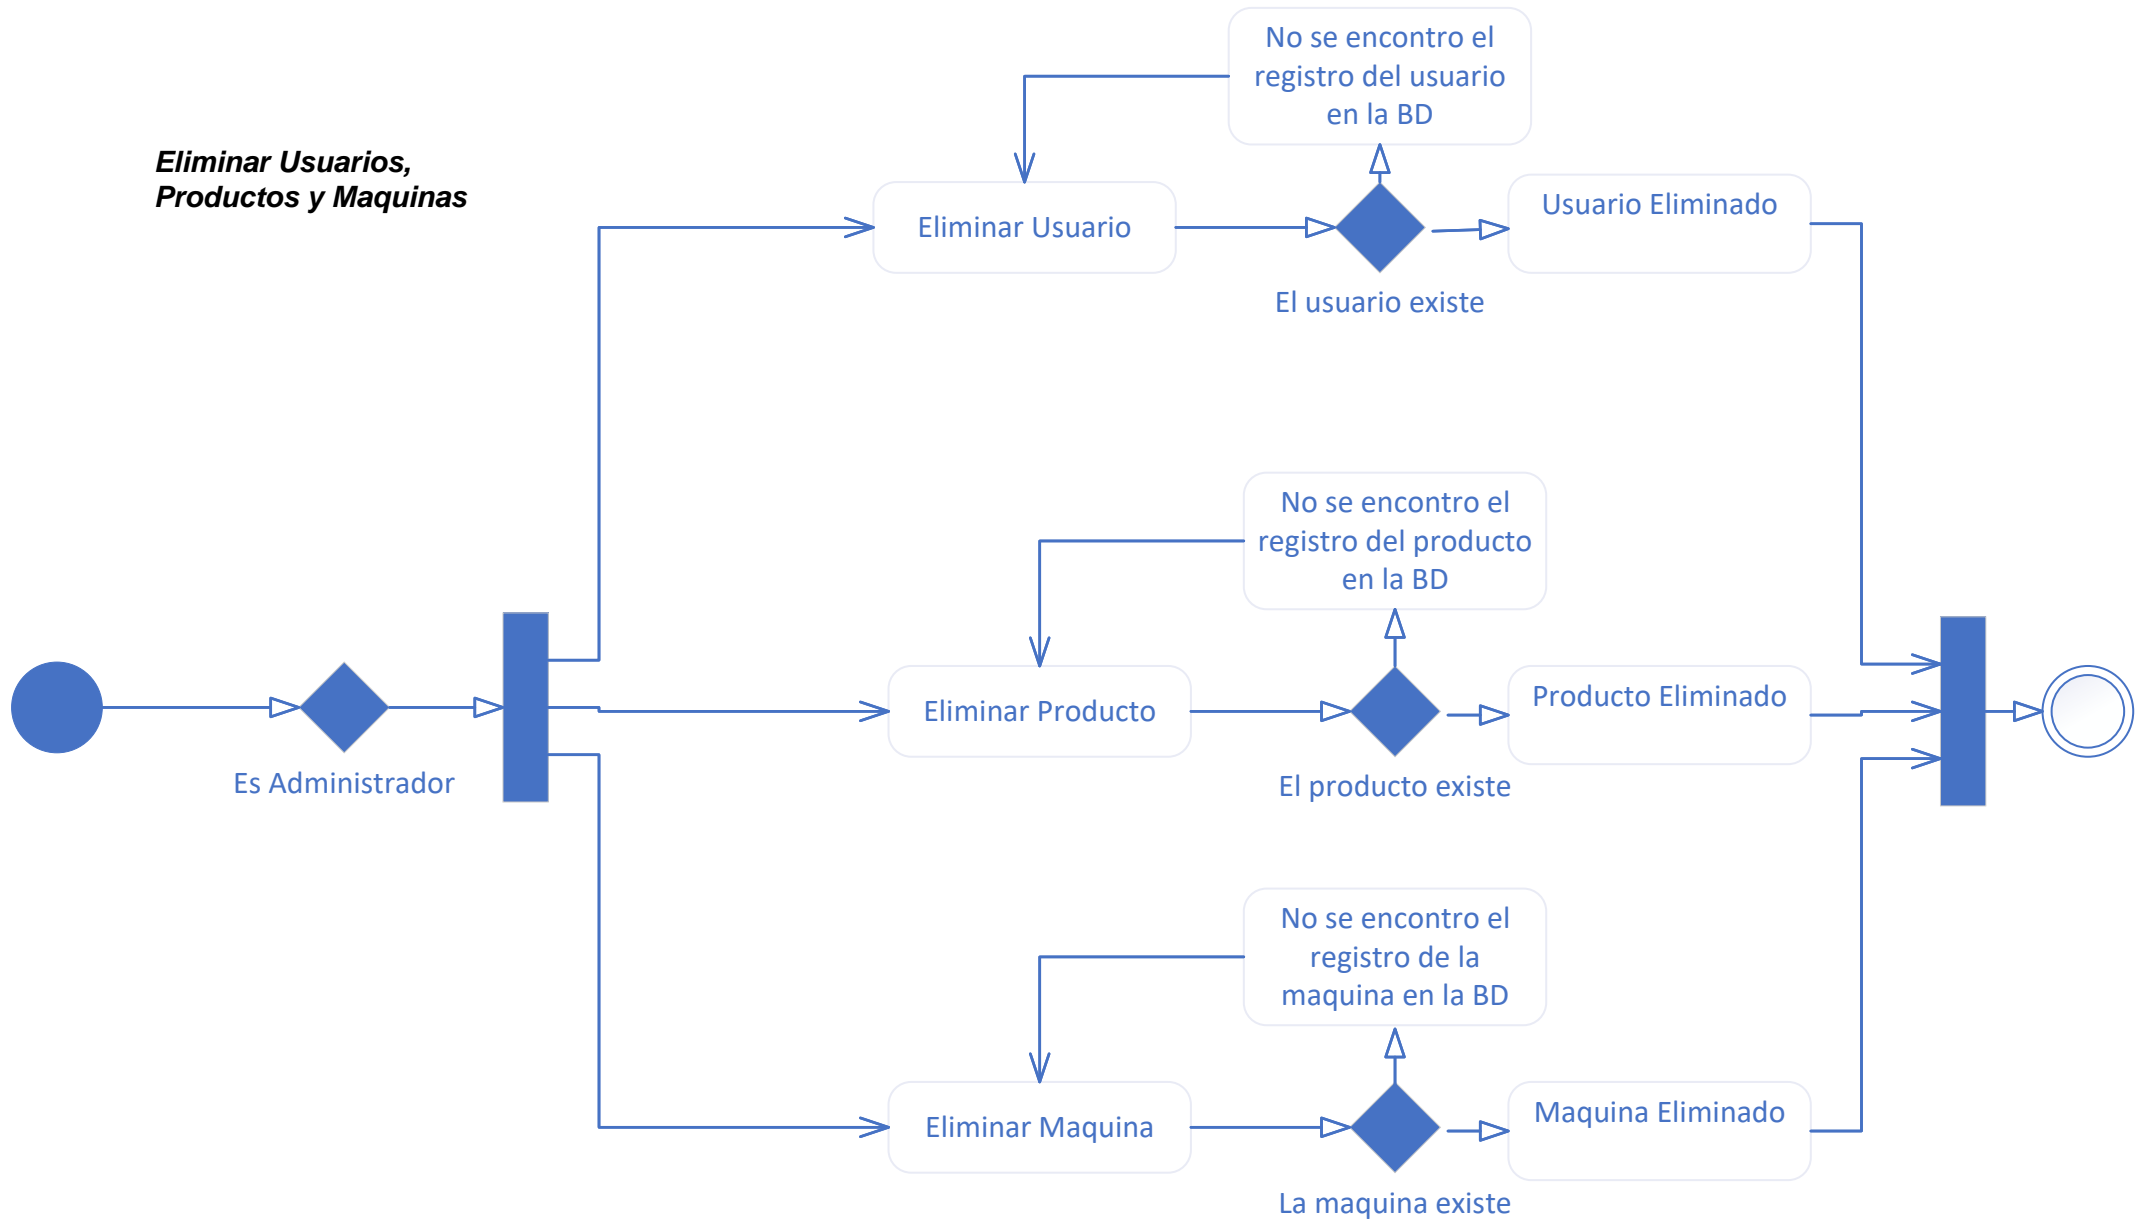 Eliminar Usuarios,
Productos y Maquinas
No se encontro el
registro del usuario
en la BD
Eliminar Usuario
Usuario Eliminado
El usuario existe
No se encontro el
registro del producto
en la BD
Es Administrador
Eliminar Producto
Producto Eliminado
El producto existe
No se encontro el
registro de la
maquina en la BD
Eliminar Maquina
Maquina Eliminado
La maquina existe